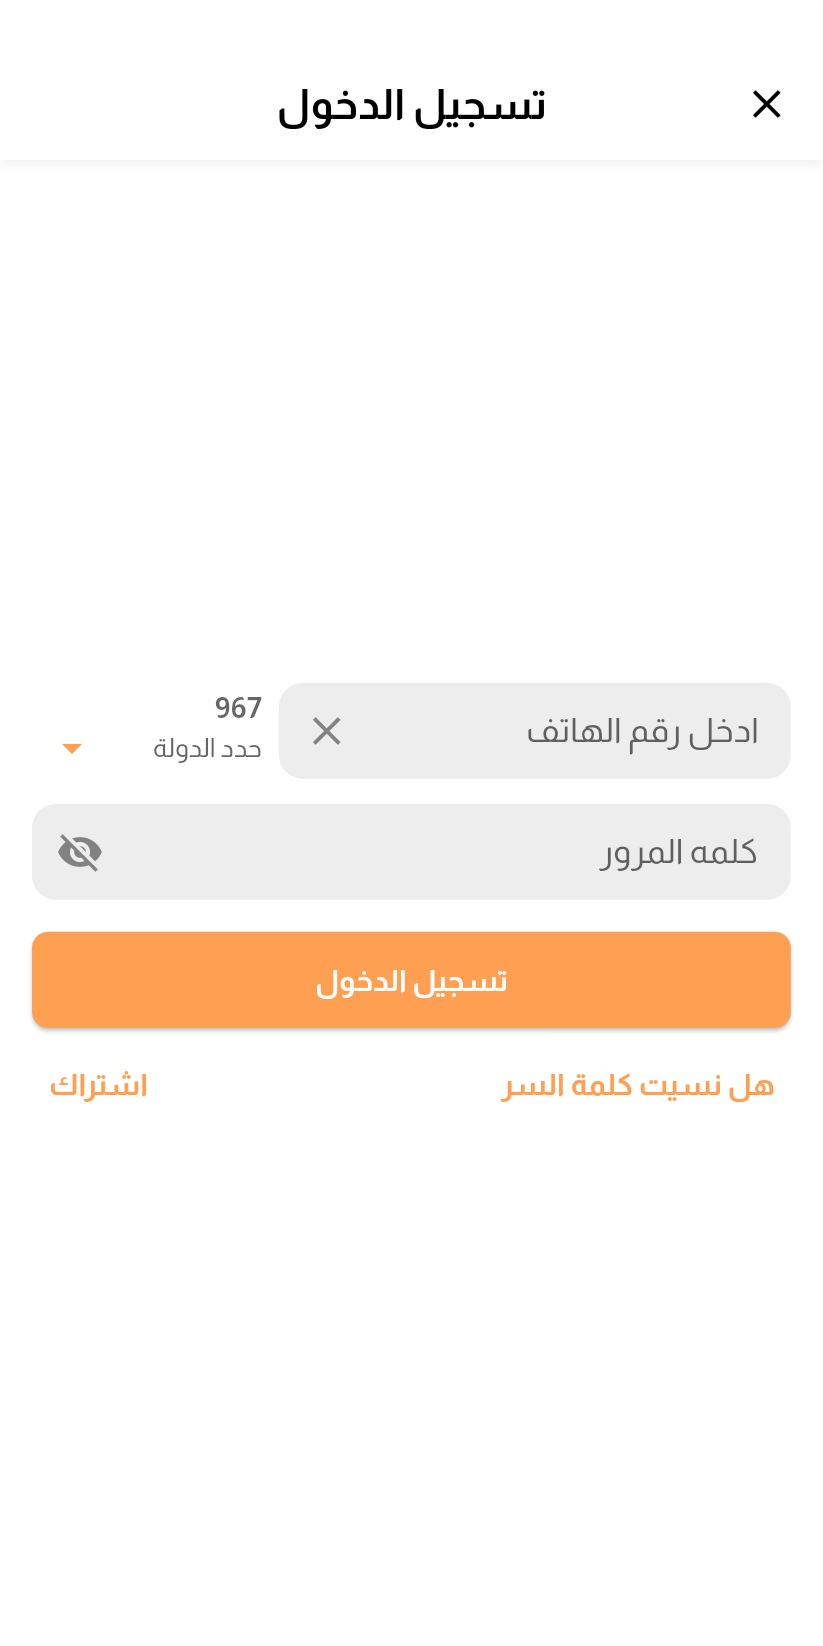 تسجيل الدخول
ادخل رقم الهاتف
967
حدد الدولة
كلمه المرور
تسجيل الدخول
هل نسيت كلمة السر
اشتراك